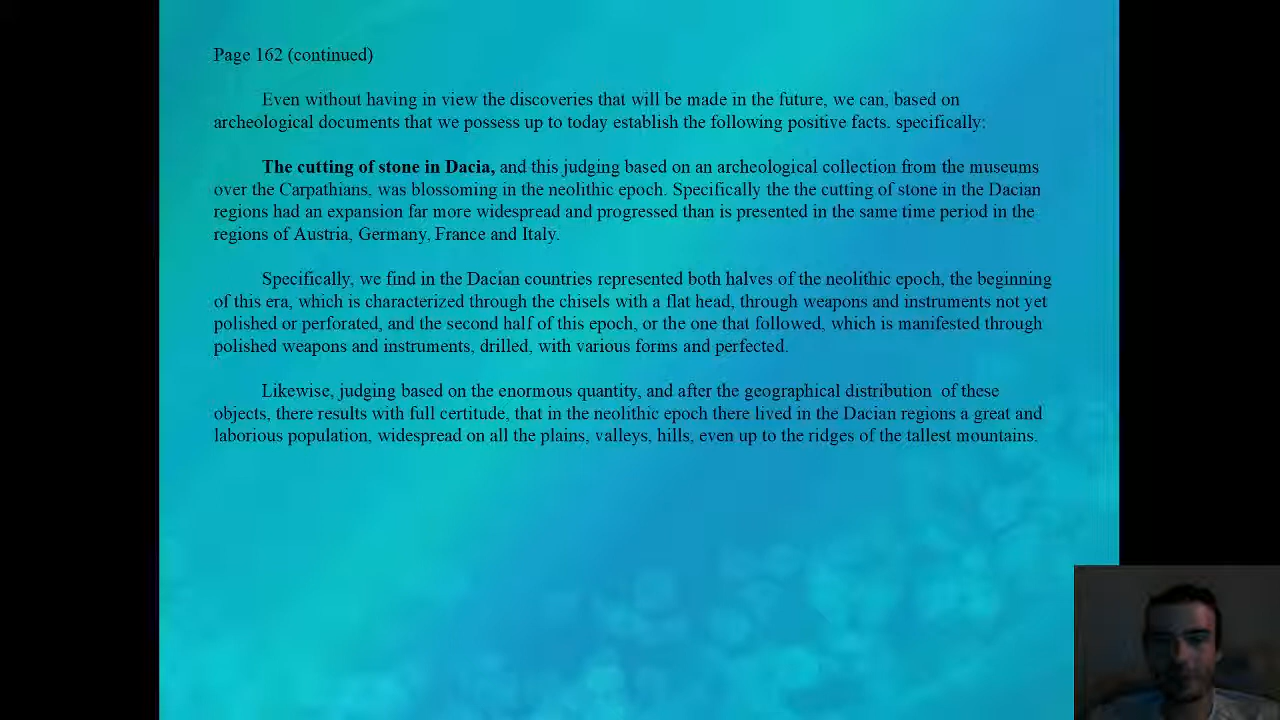 Page 162 (continued)
Even without having in view the discoveries that will be made in the future, we can, based on
archeological documents that we possess up to today establish the following positive facts. specifically:
The cutting of stone in Dacia, and this judging based on an archeological collection from the museums
over the Carpathians, was blossoming in the neolithic epoch. Specifically the the cutting of stone in the Dacian
regions had an expansion far more widespread and progressed than is presented in the same time period in the
regions of Austria, Germany, France and Italy.
Specifically, we find in the Dacian countries represented both halves of the neolithic epoch, the beginning
of this era, which is characterized through the chisels with a flat head, through weapons and instruments not yet
polished or perforated, and the second half of this epoch, or the one that followed, which is manifested through
polished weapons and instruments, drilled, with various forms and perfected.
Likewise, judging based on the enormous quantity, and after the geographical distribution of these
objects, there results with full certitude, that in the neolithic epoch there lived in the Dacian regions a great and
laborious population, widespread on all the plains, valleys, hills, even up to the ridges of the tallest mountains.